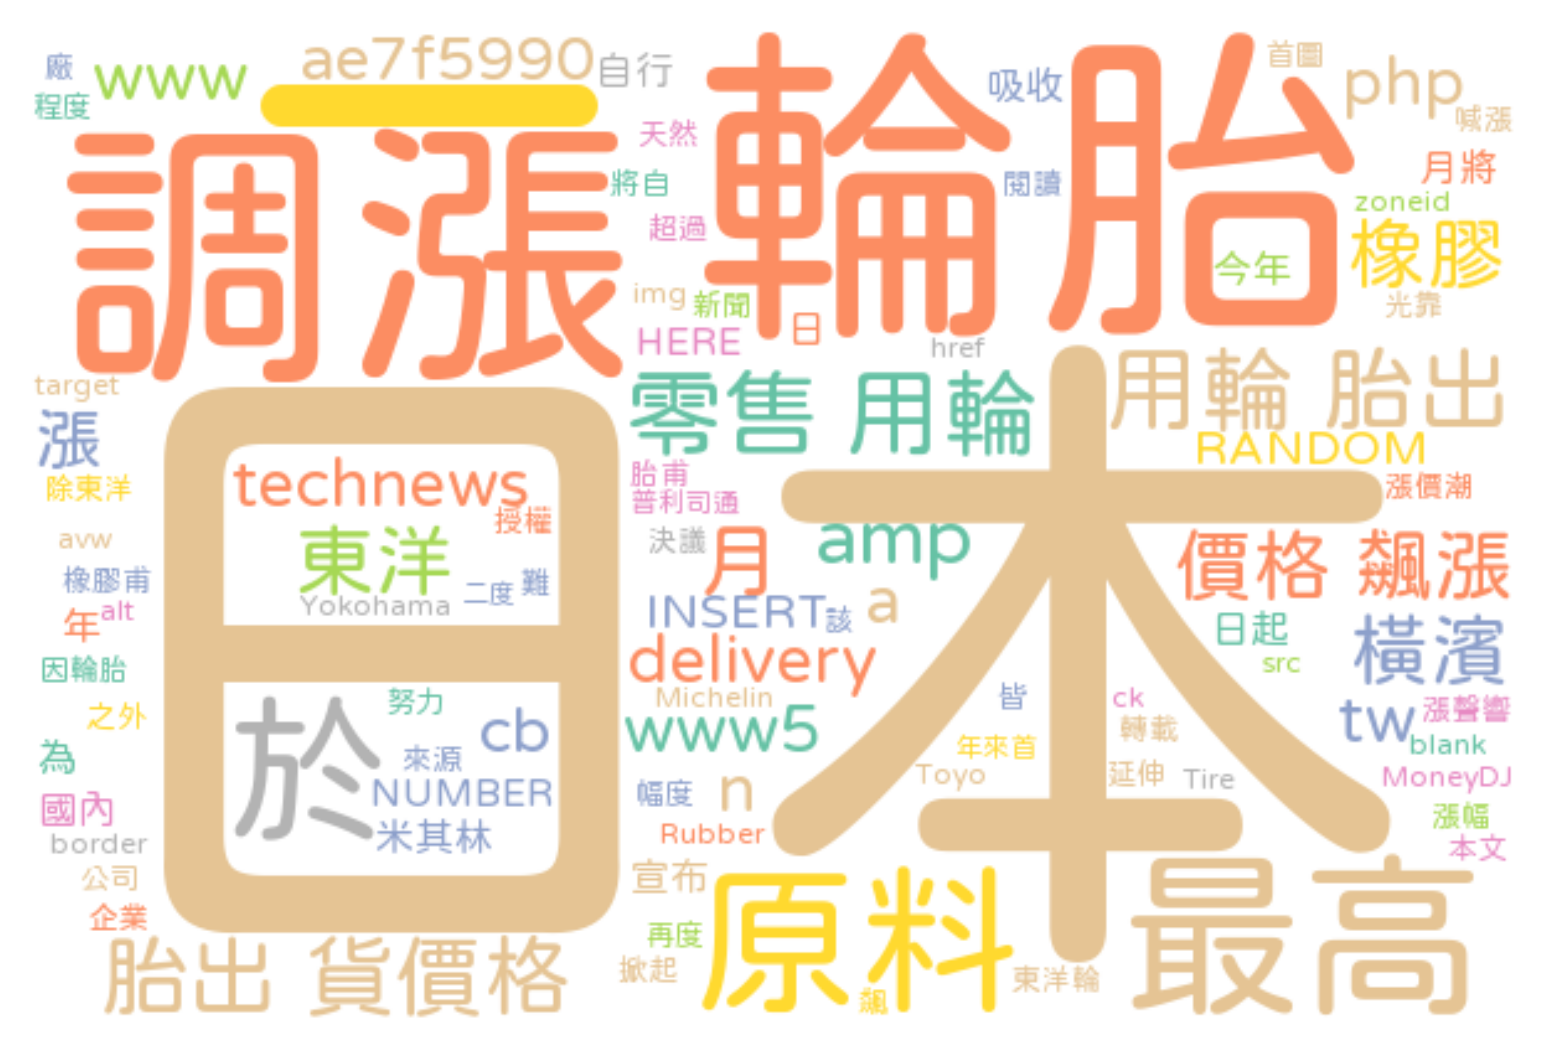 廠
www
ae7f5990
自行
吸收
首圖
php
程度
喊漲
調漲
輪胎
天然
月將
將自
閱讀
zoneid
超過
橡膠
今年
img
新聞
日
光靠
HERE
href
target
零售 用輪
用輪 胎出
漲
RANDOM
日本
technews
胎甫
除東洋
普利司通
漲價潮
授權
avw
東洋
決議
月
amp
價格 飆漲
橡膠甫
二度
難
Yokohama
alt
年
INSERT
該
a
日起
橫濱
因輪胎
delivery
src
努力
Michelin
皆
ck
之外
於
cb
www5
轉載
tw
漲聲響
來源
年來首
blank
為
NUMBER
幅度
n
Toyo
延伸
Tire
MoneyDJ
國內
米其林
Rubber
漲幅
border
本文
公司
宣布
原料
最高
企業
再度
胎出 貨價格
掀起
東洋輪
飆
一